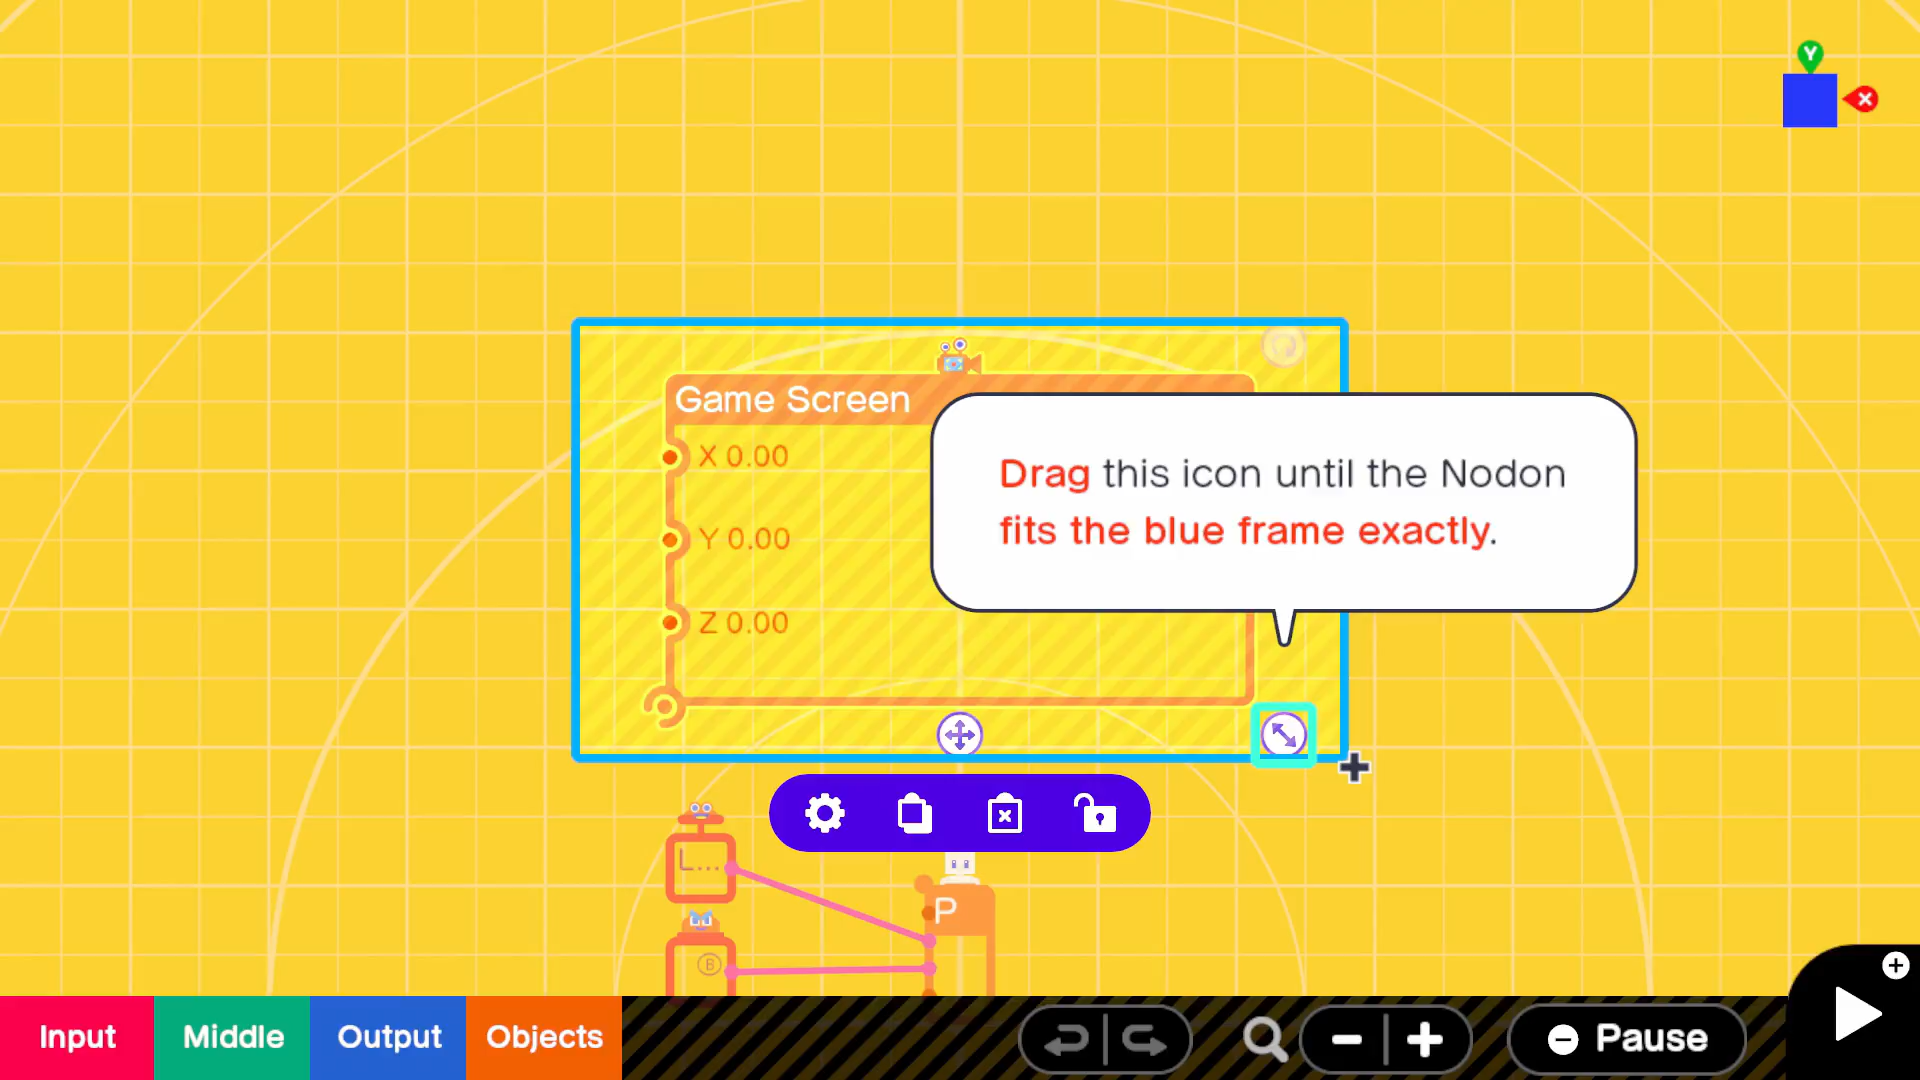 Y
X
Game Screen
X 0.00
Drag this icon until the Nodon
fits the blue frame exactly.
Y 0.00
Z 0.00
L...
P
B
Input
Middle
Output
Objects
Pause